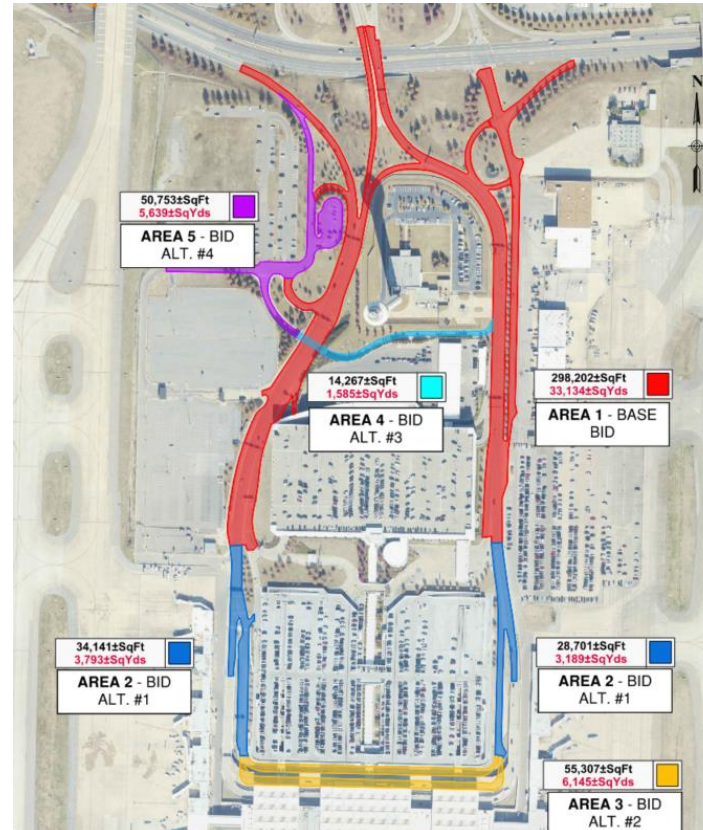 N
50,753±SqFt
5,639±SqYds
AREA 5 - BID
ALT. #4
14,267±SqFt
1,585±SqYds
AREA 4 - BID
ALT. #3
298,202±SqFt
33,134±SqYds
AREA 1 - BASE
BID
34,141±SqFt
3,793±SqYds
AREA 2 - BID
ALT. #1
28,701±SqFt
3,189±SqYds
AREA 2 - BID
ALT. #1
55,307±SqFt
6,145±SqYds
AREA 3 - BID
ALT. #2